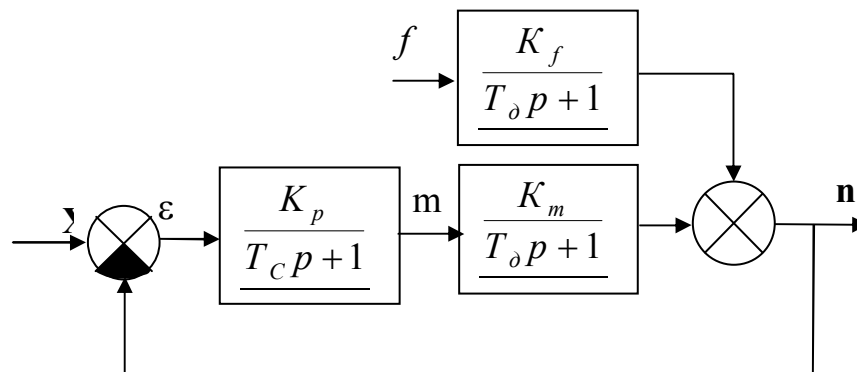 f
K_f
T_∂ p + 1
ε
K_p
T_C p + 1
m
K_m
T_∂ p + 1
n